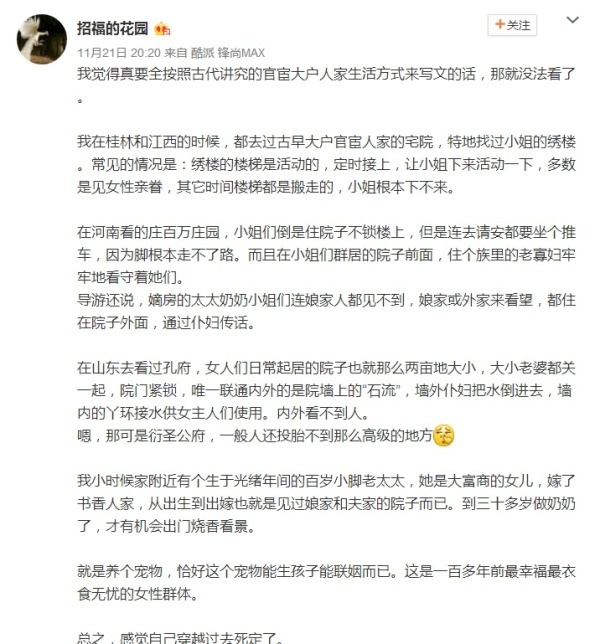 招福的花园
+关注
11月21日 20:20 来自 酷派 锋尚MAX
我觉得真要全按照古代讲究的官宦大户人家生活方式来写文的话，那就没法看了
。
我在桂林和江西的时候，都去过古早大户官宦人家的宅院，特地找过小姐的绣楼
。常见的情况是：绣楼的楼梯是活动的，定时接上，让小姐下来活动一下，多数
是见女性亲眷，其它时间楼梯都是搬走的，小姐根本下不来。
在河南看的庄百万庄园，小姐们倒是住院子不锁楼上，但是连去请安都要坐个推
车，因为脚根本走不了路。而且在小姐们群居的院子前面，住个族里的老寡妇牢
牢地看守着她们。
导游还说，嫡房的太太奶奶小姐们连娘家人都见不到，娘家或外家来看望，都住
在院子外面，通过仆妇传话。
在山东去看过孔府，女人们日常起居的院子也就那么两亩地大小，大小老婆都关
一起，院门紧锁，唯一联通内外的是院墙上的“石流”，墙外仆妇把水倒进去，墙
内的丫环接水供女主人们使用。内外看不到人。
嗯，那可是衍圣公府，一般人还投胎不到那么高级的地方
我小时候家附近有个生于光绪年间的百岁小脚老太太，她是大富商的女儿，嫁了
书香人家，从出生到出嫁也就是见过娘家和夫家的院子而已。到三十多岁做奶奶
了，才有机会出门烧香看景。
就是养个宠物，恰好这个宠物能生孩子能联姻而已。这是一百多年前最幸福最衣
食无忧的女性群体。
总之，感觉自己穿越过去死定了。